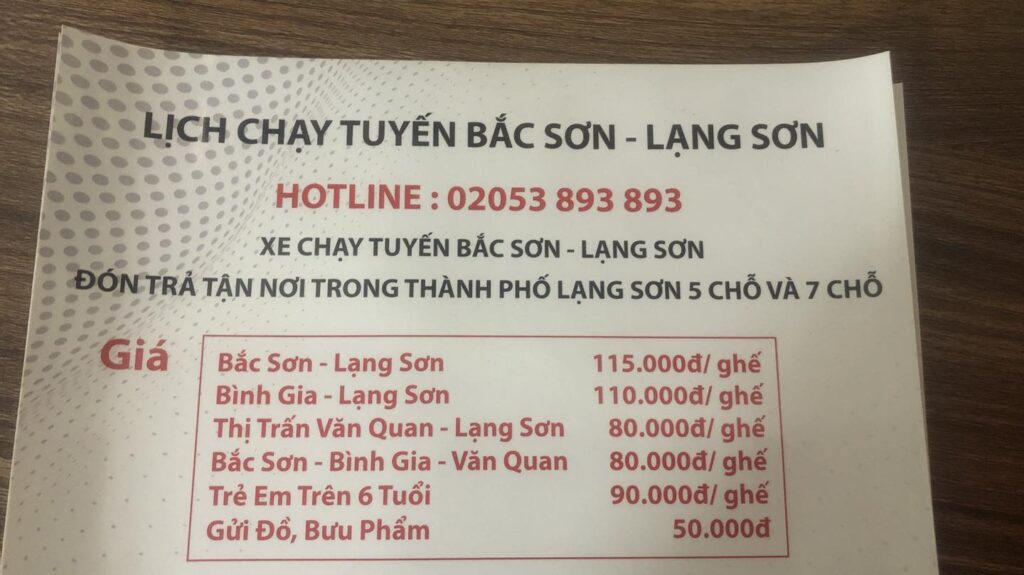 LỊCH CHẠY TUYẾN BẮC SƠN - LẠNG SƠN
HOTLINE : 02053 893 893
XE CHẠY TUYẾN BẮC SƠN - LẠNG SƠN
ĐÓN TRẢ TẬN NƠI TRONG THÀNH PHỐ LẠNG SƠN 5 CHỖ VÀ 7 CHỖ
Giá
Bắc Sơn - Lạng Sơn 115.000đ/ ghế
Bình Gia - Lạng Sơn 110.000đ/ ghế
Thị Trấn Văn Quan - Lạng Sơn 80.000đ/ ghế
Bắc Sơn - Bình Gia - Văn Quan 80.000đ/ ghế
Trẻ Em Trên 6 Tuổi 90.000đ/ ghế
Gửi Đồ, Bưu Phẩm 50.000đ